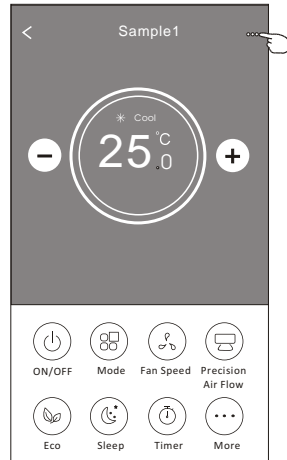 Sample1
Cool
25.0°C
ON/OFF
Mode
Fan Speed
Precision
Air Flow
Eco
Sleep
Timer
More